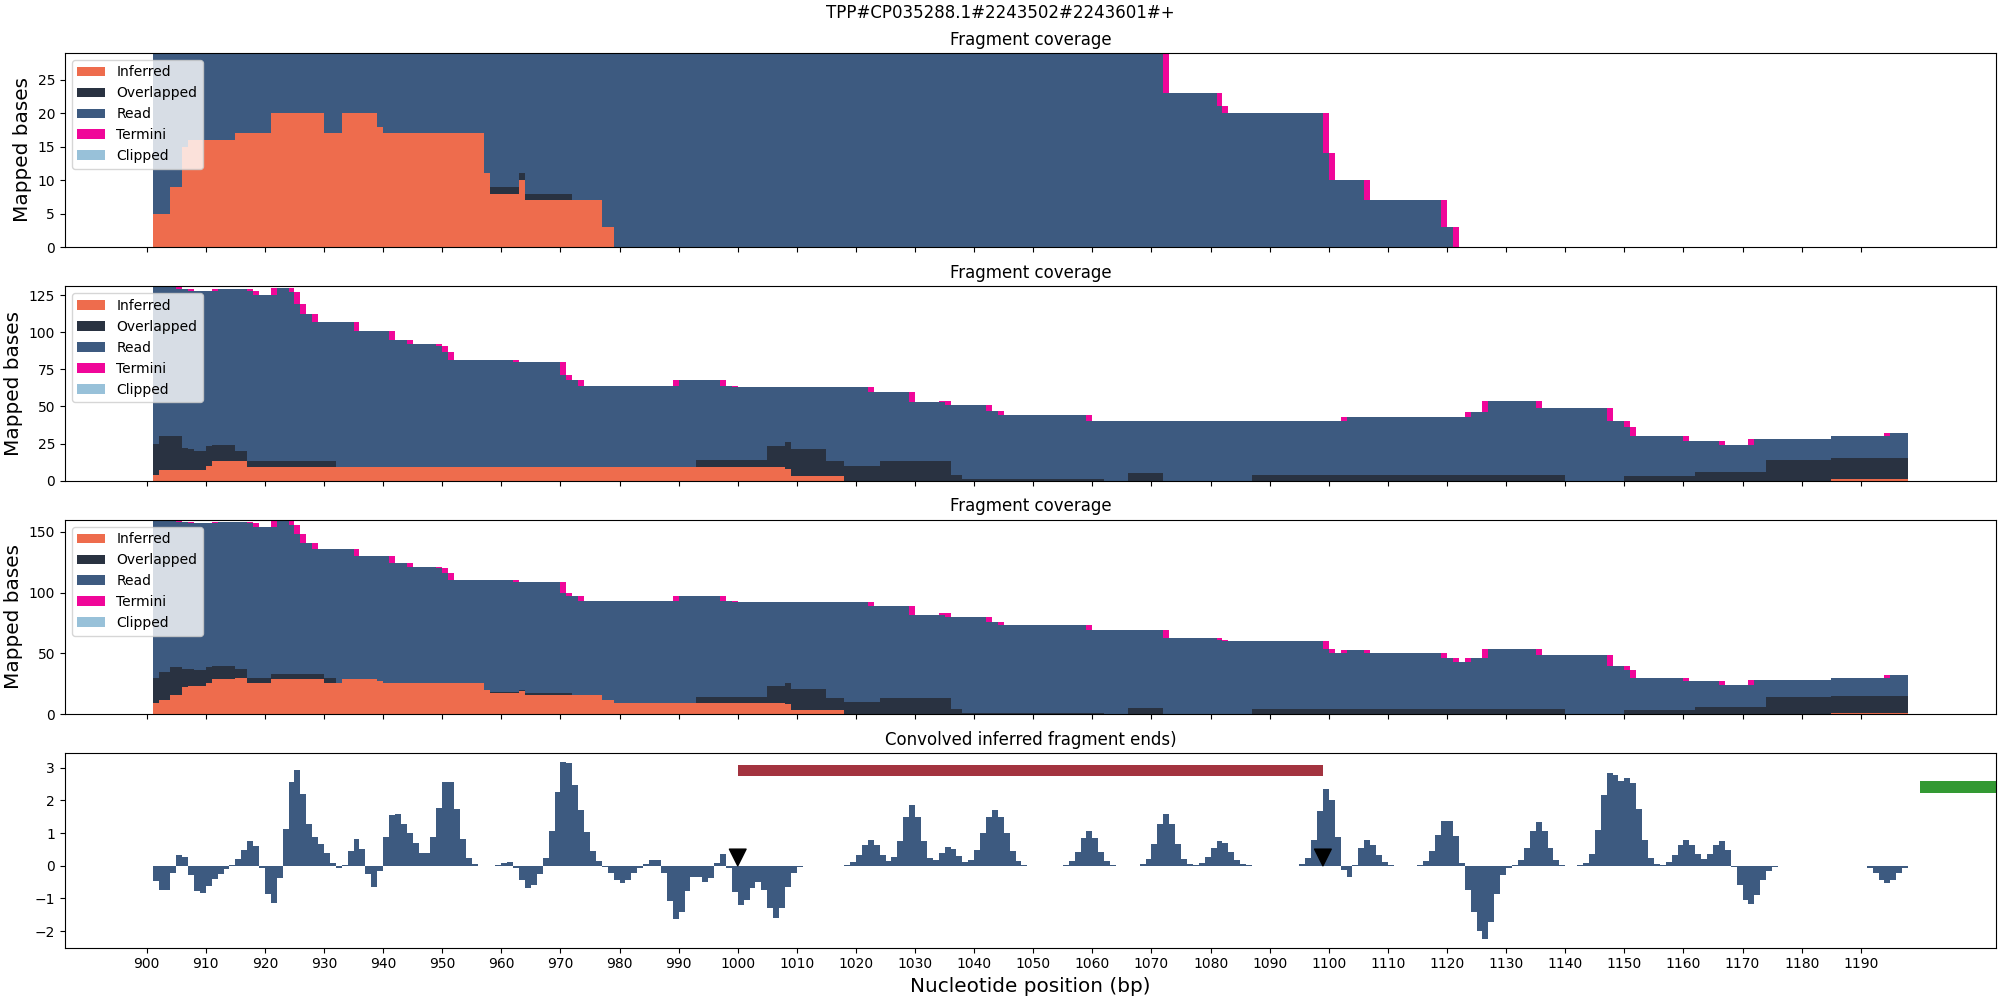 TPP#CP035288.1#2243502#2243601#+
Fragment coverage
Mapped bases
25
20
15
10
5
0
Inferred
Overlapped
Read
Termini
Clipped
Fragment coverage
Mapped bases
125
100
75
50
25
0
Inferred
Overlapped
Read
Termini
Clipped
Fragment coverage
Mapped bases
150
100
50
0
Inferred
Overlapped
Read
Termini
Clipped
Convolved inferred fragment ends)
3
2
1
0
−1
−2
900 910 920 930 940 950 960 970 980 990 1000 1010 1020 1030 1040 1050 1060 1070 1080 1090 1100 1110 1120 1130 1140 1150 1160 1170 1180 1190
Nucleotide position (bp)